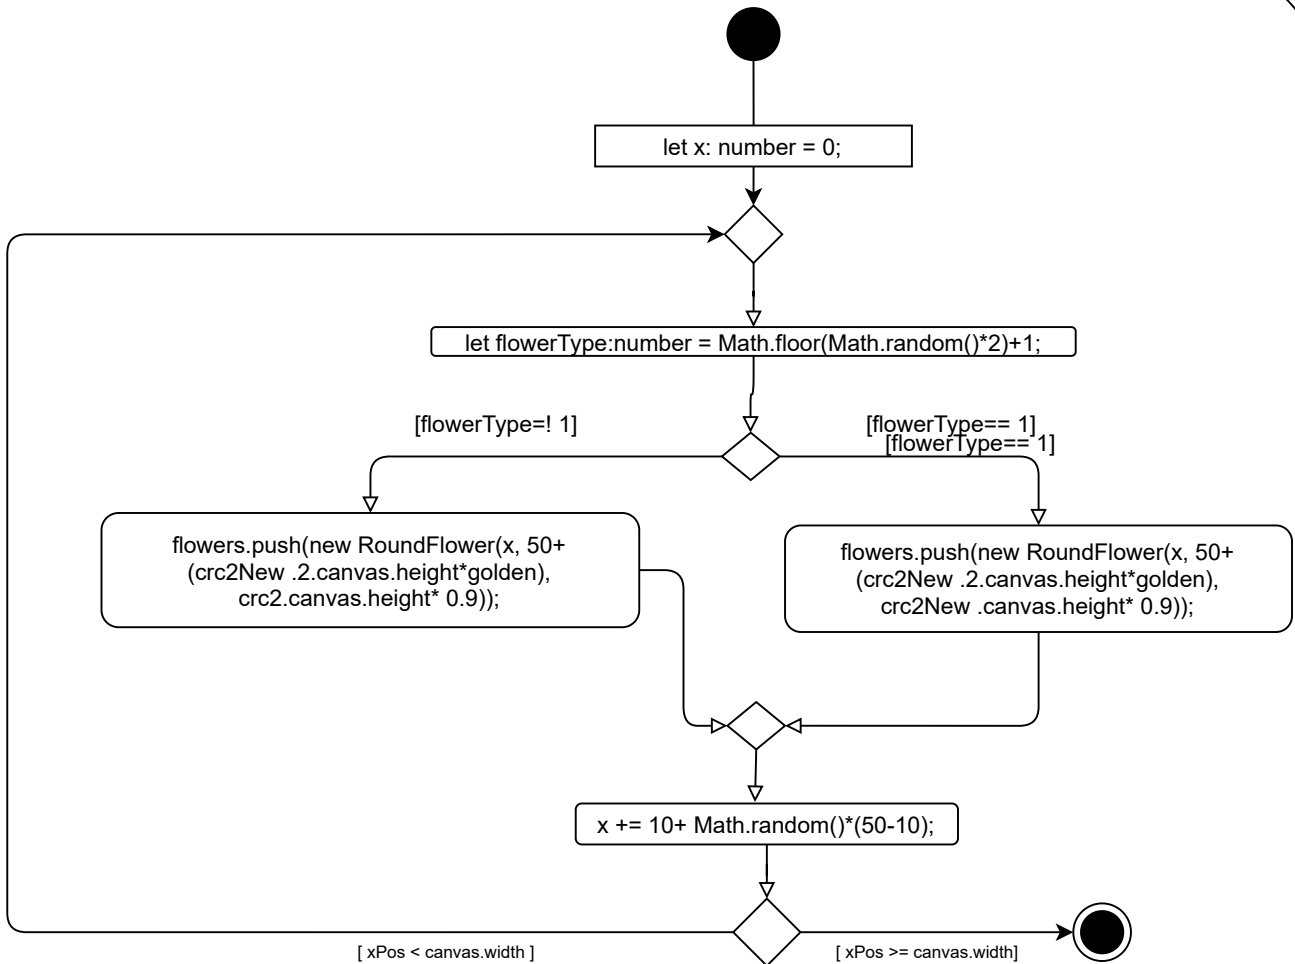 let x: number = 0;
let flowerType:number = Math.floor(Math.random()*2)+1;
[flowerType=! 1]
[flowerType== 1]
[flowerType== 1]
flowers.push(new RoundFlower(x, 50+
(crc2New .2.canvas.height*golden),
crc2.canvas.height* 0.9));
flowers.push(new RoundFlower(x, 50+
(crc2New .2.canvas.height*golden),
crc2New .canvas.height* 0.9));
x += 10+ Math.random()*(50-10);
[ xPos < canvas.width ]
[ xPos >= canvas.width]